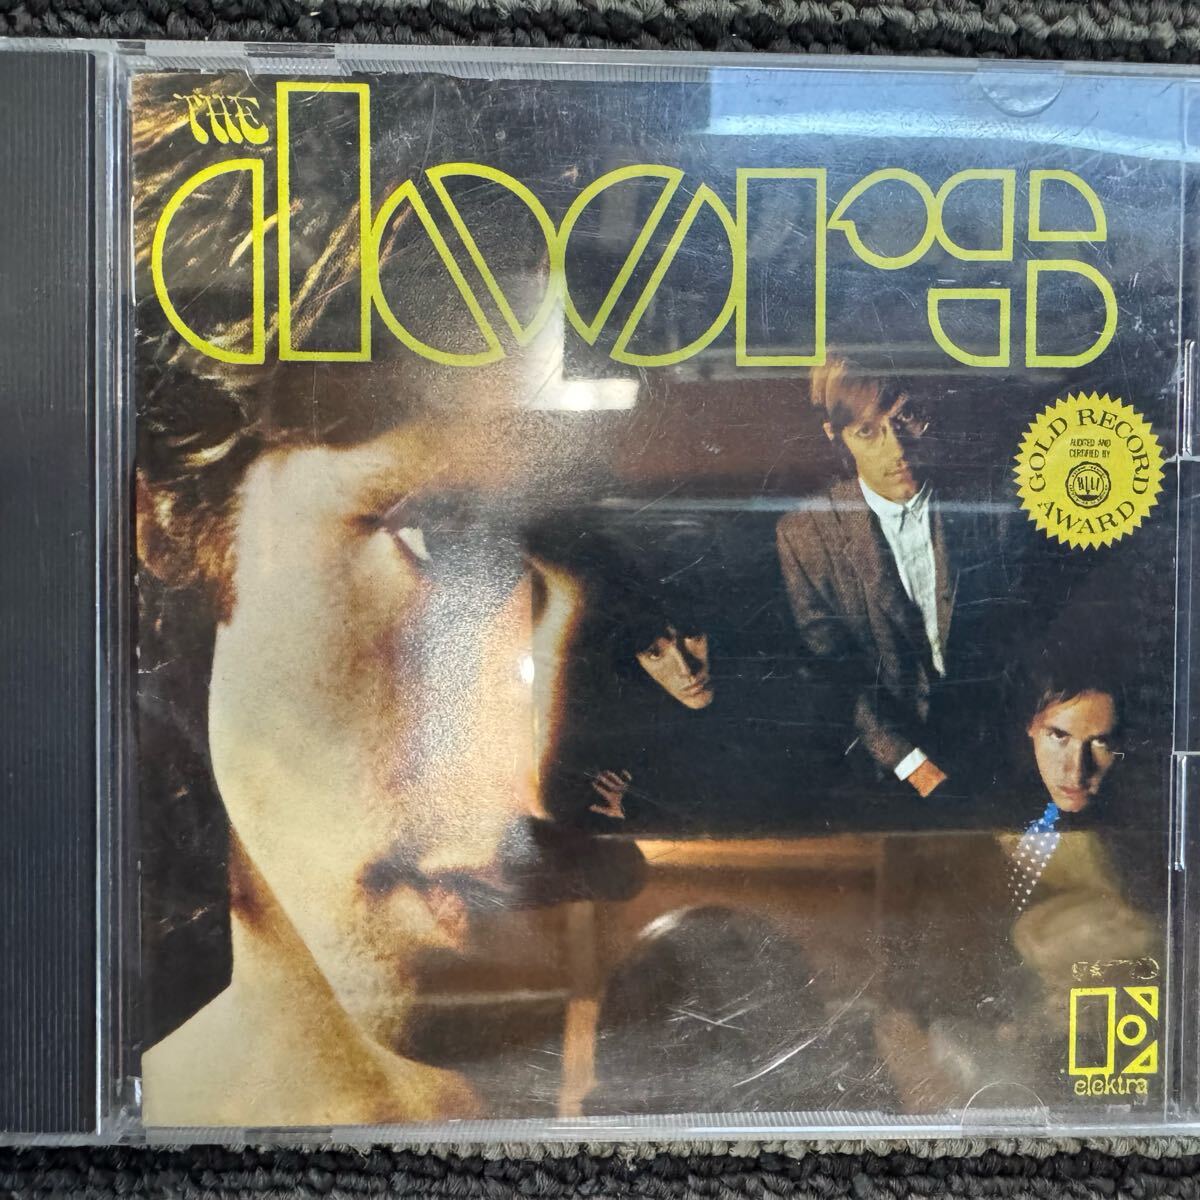 THE
doors
GOLD RECORD
AUDITED AND
CERTIFIED BY
AWARD
elektra